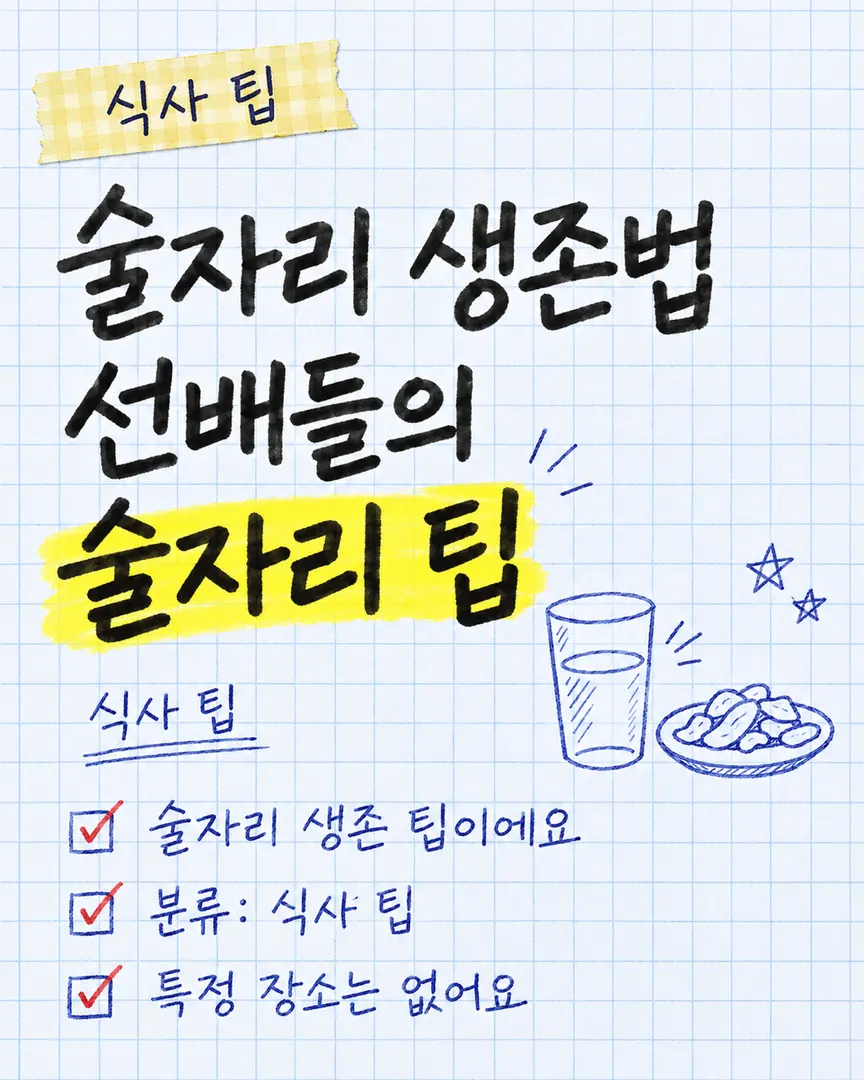 식사 팁
술자리 생존법
선배들의
술자리 팁
식사 팁
술자리 생존 팁이에요
분류: 식사 팁
특정 장소는 없어요